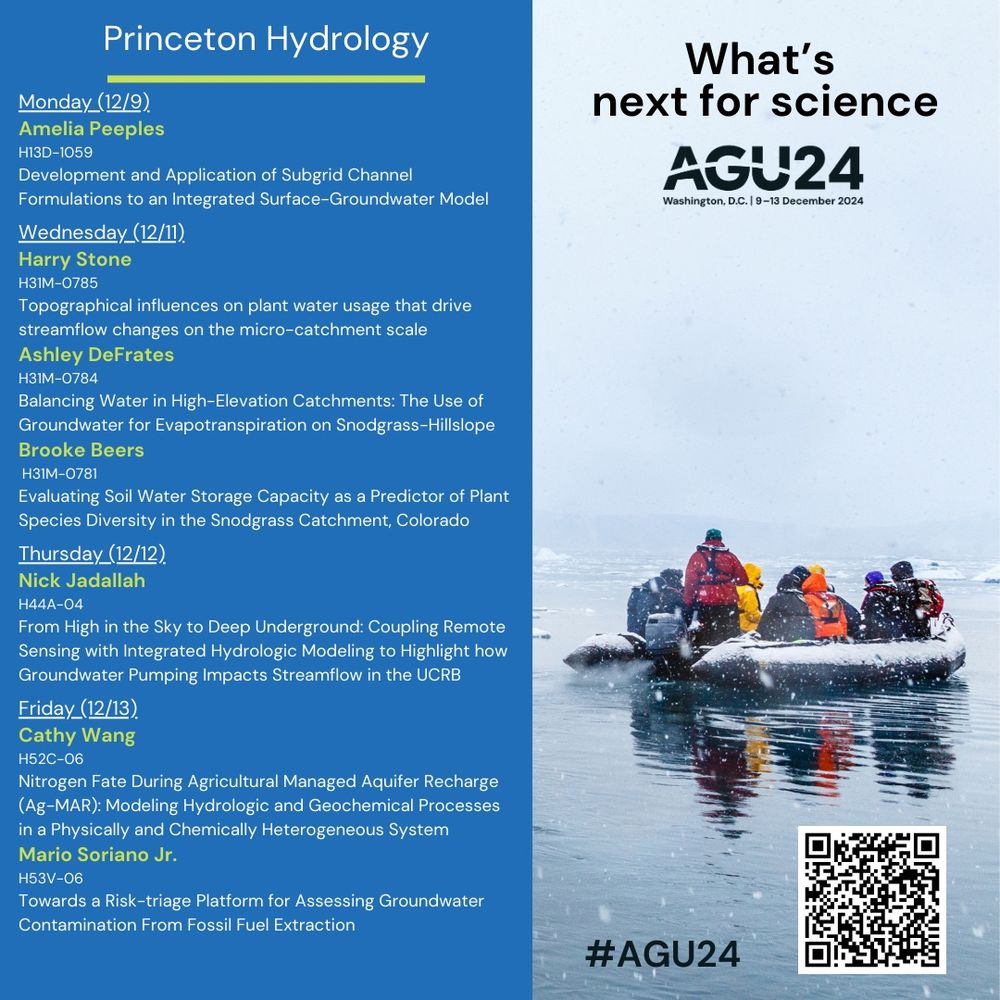 Princeton Hydrology
Monday (12/9)
Amelia Peeples
H13D-1059
Development and Application of Subgrid Channel
Formulations to an Integrated Surface-Groundwater Model
Wednesday (12/11)
Harry Stone
H31M-0785
Topographical influences on plant water usage that drive
streamflow changes on the micro-catchment scale
Ashley DeFrates
H31M-0784
Balancing Water in High-Elevation Catchments: The Use of
Groundwater for Evapotranspiration on Snodgrass-Hillslope
Brooke Beers
H31M-0781
Evaluating Soil Water Storage Capacity as a Predictor of Plant
Species Diversity in the Snodgrass Catchment, Colorado
Thursday (12/12)
Nick Jadallah
H44A-04
From High in the Sky to Deep Underground: Coupling Remote
Sensing with Integrated Hydrologic Modeling to Highlight how
Groundwater Pumping Impacts Streamflow in the UCRB
Friday (12/13)
Cathy Wang
H52C-06
Nitrogen Fate During Agricultural Managed Aquifer Recharge
(Ag-MAR): Modeling Hydrologic and Geochemical Processes
in a Physically and Chemically Heterogeneous System
Mario Soriano Jr.
H53V-06
Towards a Risk-triage Platform for Assessing Groundwater
Contamination From Fossil Fuel Extraction
What's
next for science
AGU24
Washington, D.C. | 9–13 December 2024
#AGU24